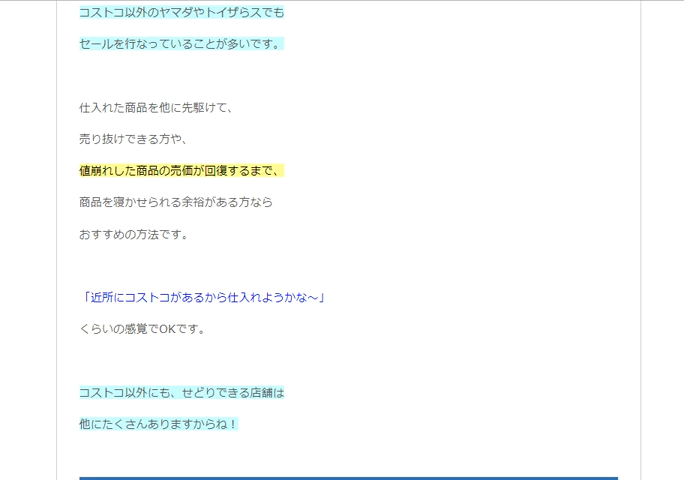 コストコ以外のヤマダやトイザらスでも
セールを行なっていることが多いです。
仕入れた商品を他に先駆けて、
売り抜けできる方や、
値崩れした商品の売価が回復するまで、
商品を寝かせられる余裕がある方なら
おすすめの方法です。
「近所にコストコがあるから仕入れようかな～」
くらいの感覚でOKです。
コストコ以外にも、せどりできる店舗は
他にたくさんありますからね！